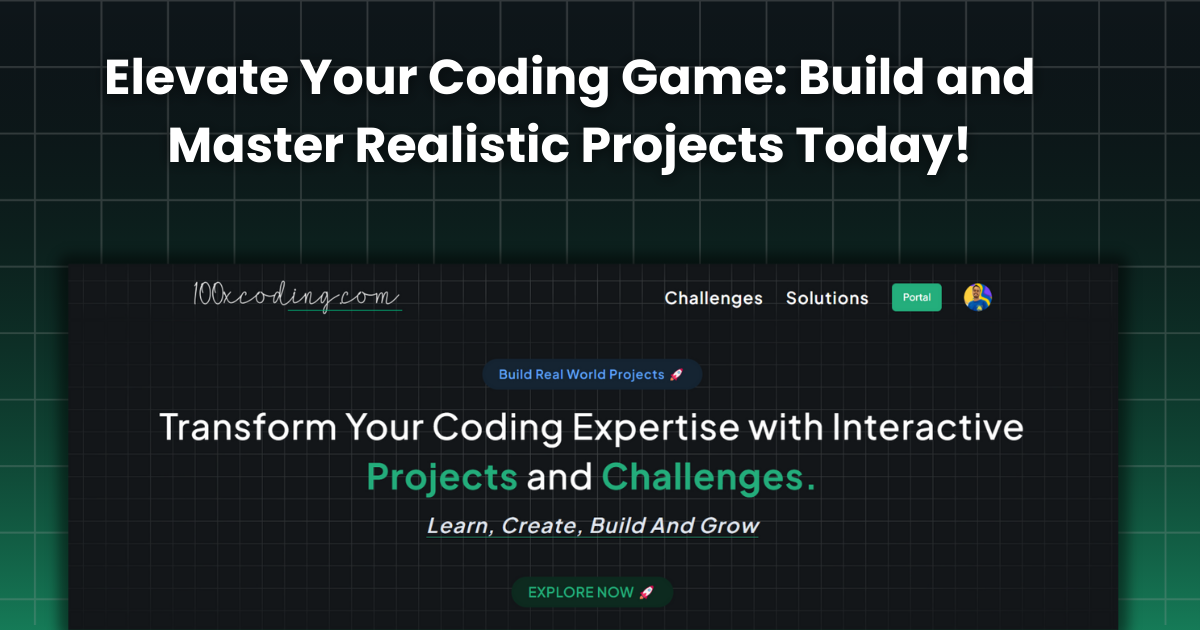 Elevate Your Coding Game: Build and
Master Realistic Projects Today!
100xcoding.com
Challenges Solutions Portal
Build Real World Projects 🚀
Transform Your Coding Expertise with Interactive
Projects and Challenges.
Learn, Create, Build And Grow
EXPLORE NOW 🚀